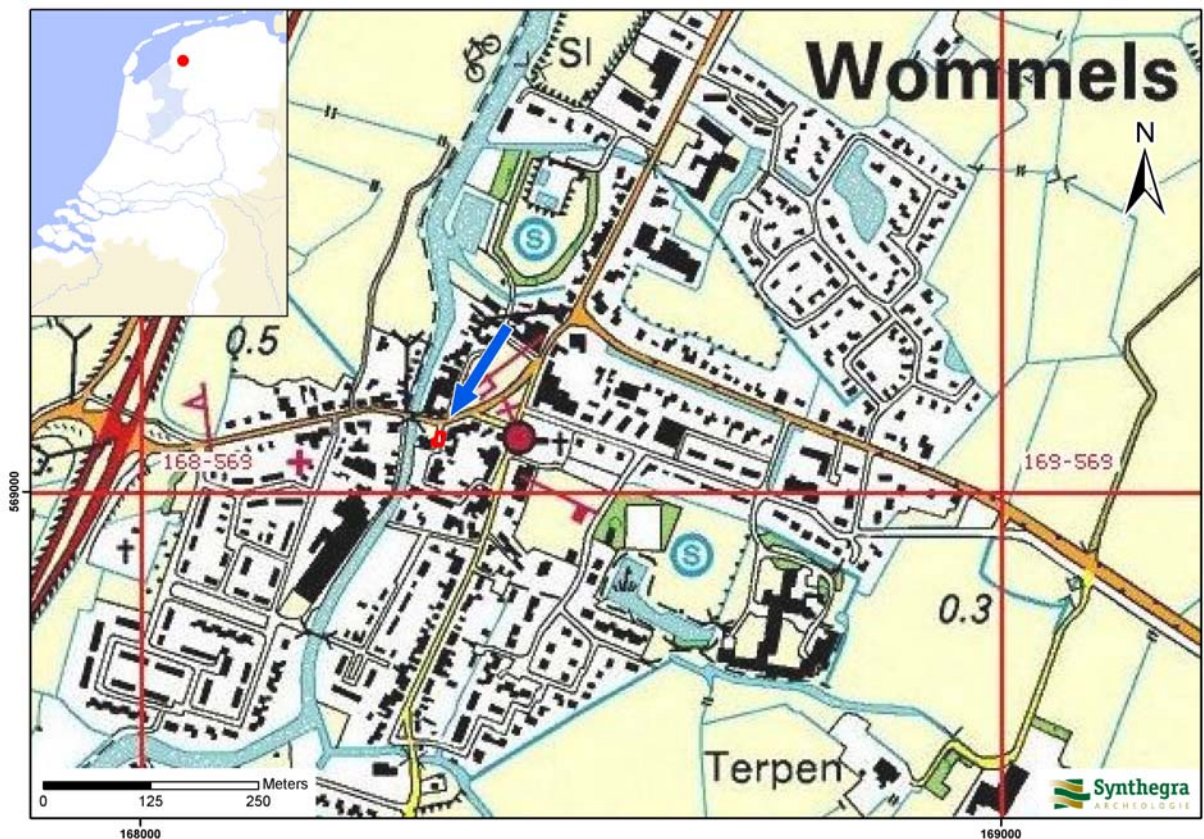 Wommels
Sl
N
S
0.5
168-569
169-569
569000
S
0.3
Terpen
Meters
0
125
250
Synthegra
ARCHEOLOGIE
168000
169000